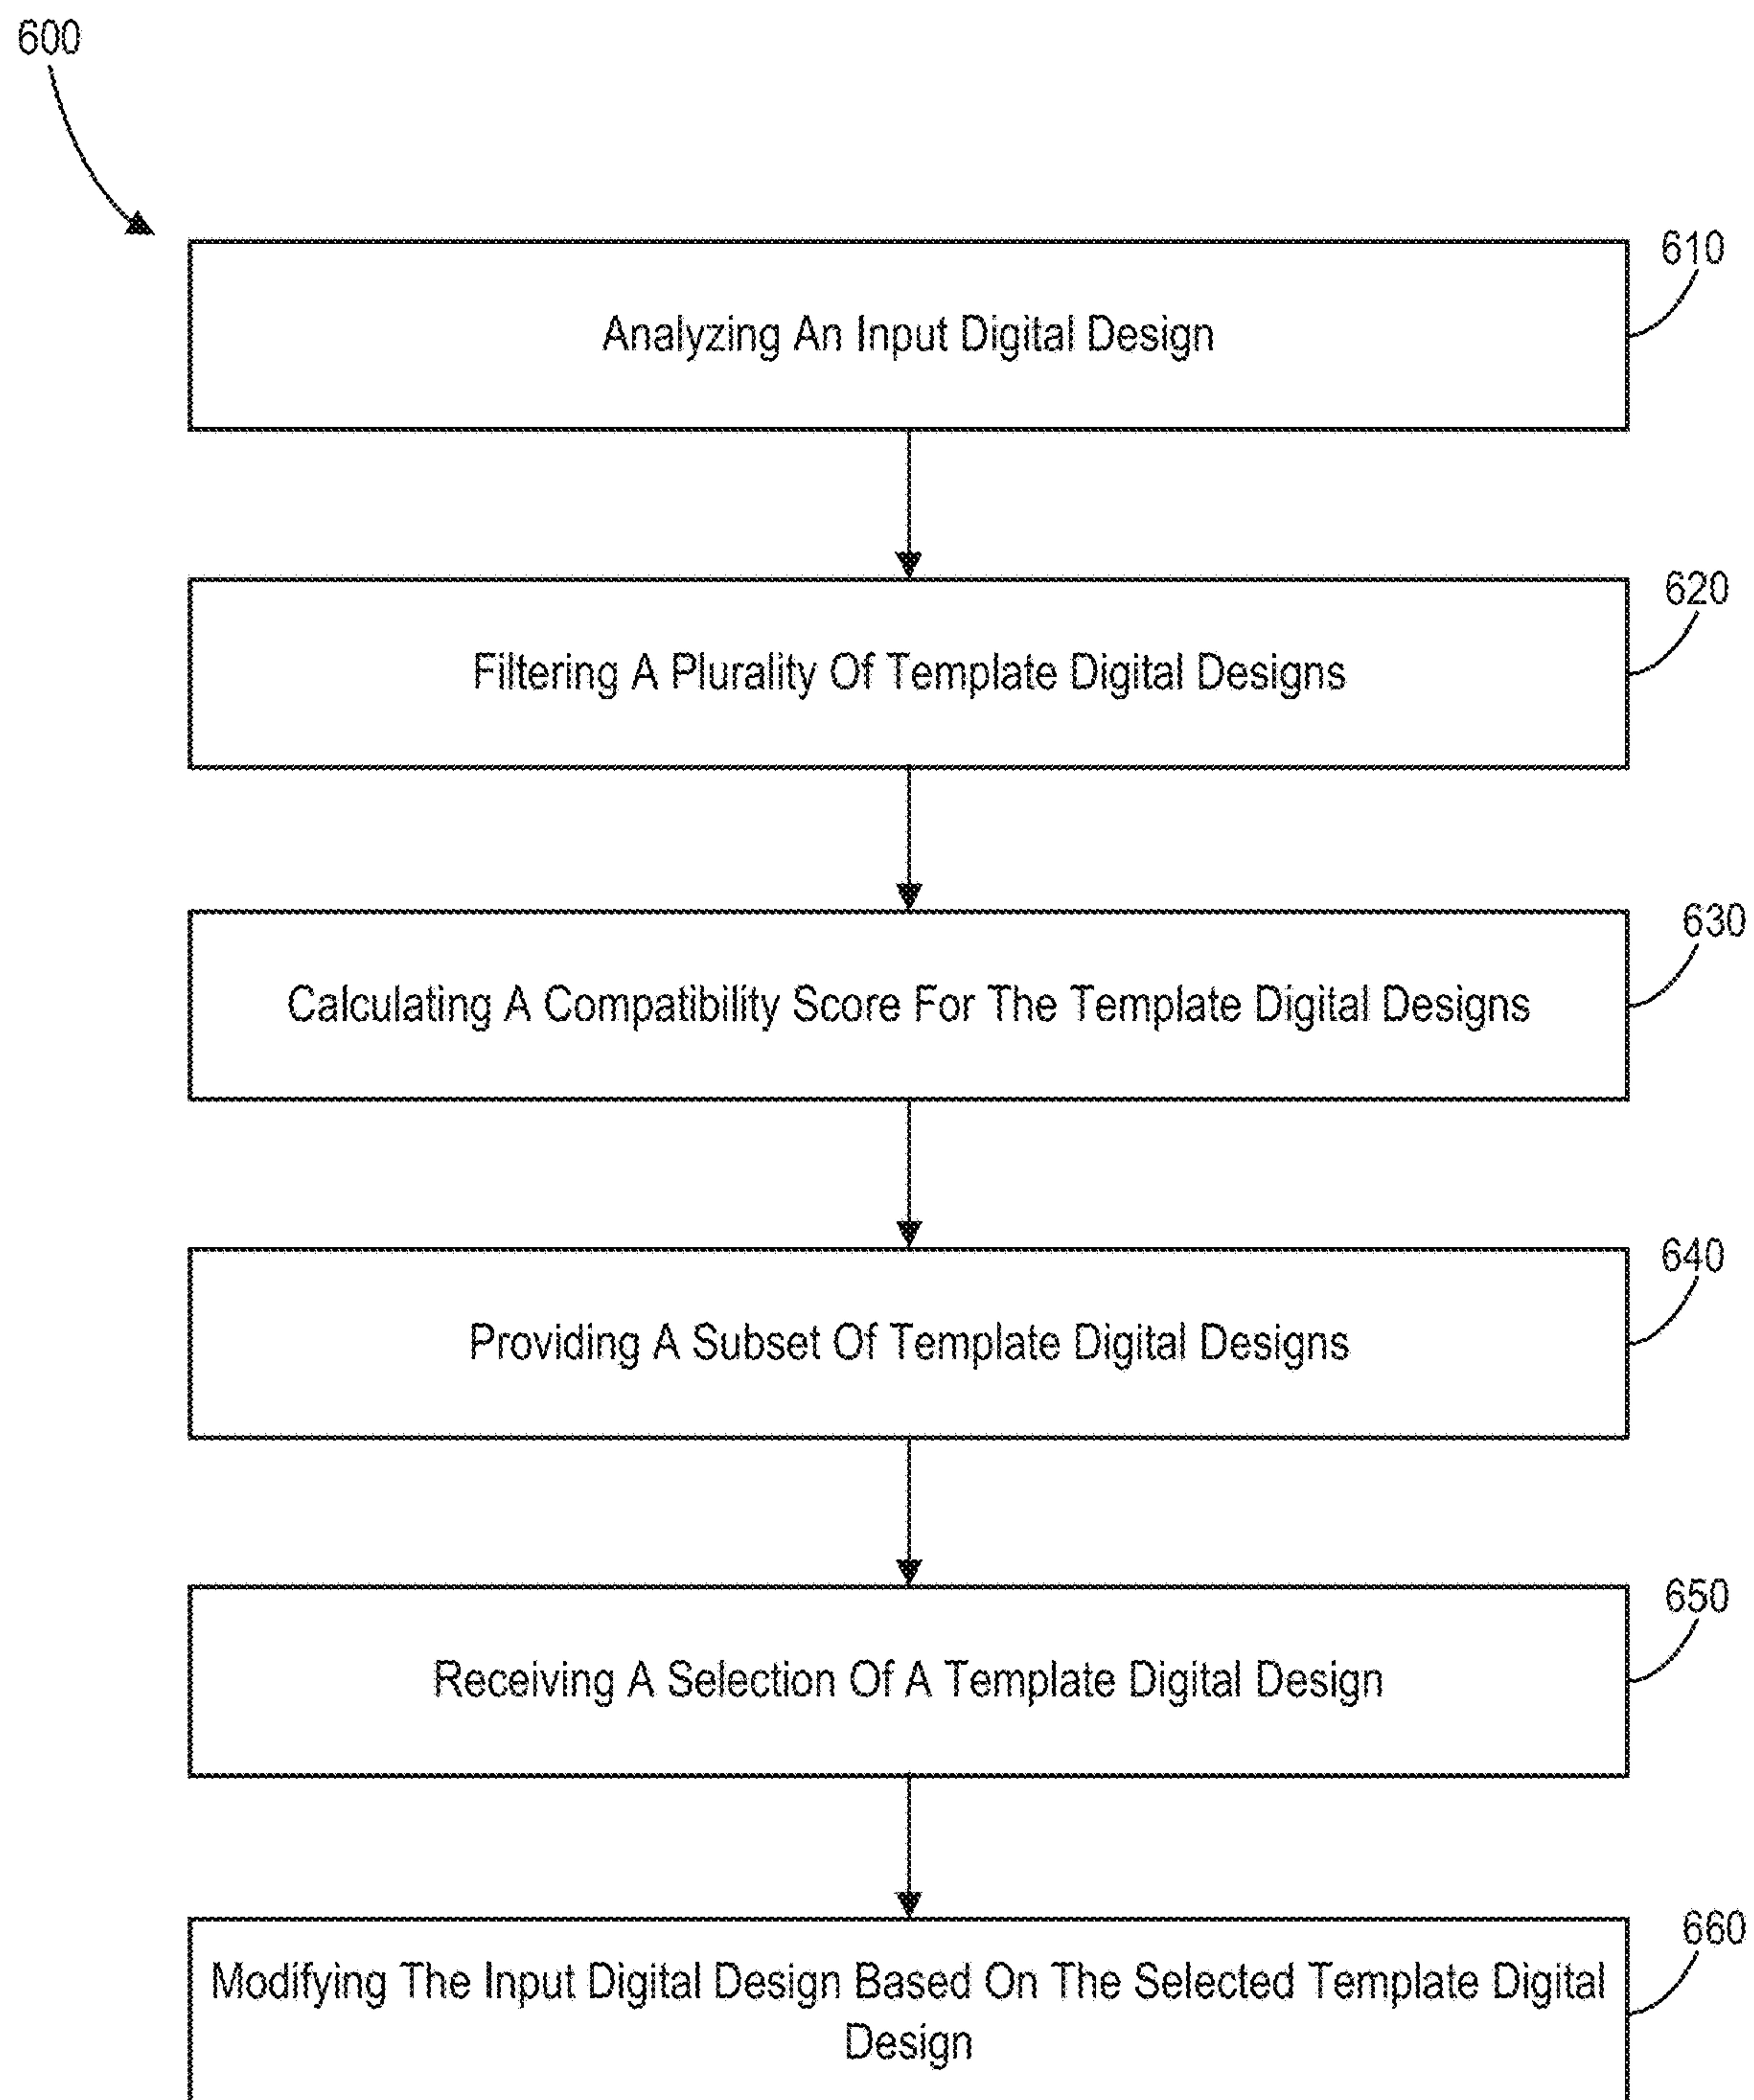 600
610
Analyzing An Input Digital Design
620
Filtering A Plurality Of Template Digital Designs
630
Calculating A Compatibility Score For The Template Digital Designs
640
Providing A Subset Of Template Digital Designs
650
Receiving A Selection Of A Template Digital Design
660
Modifying The Input Digital Design Based On The Selected Template Digital
Design